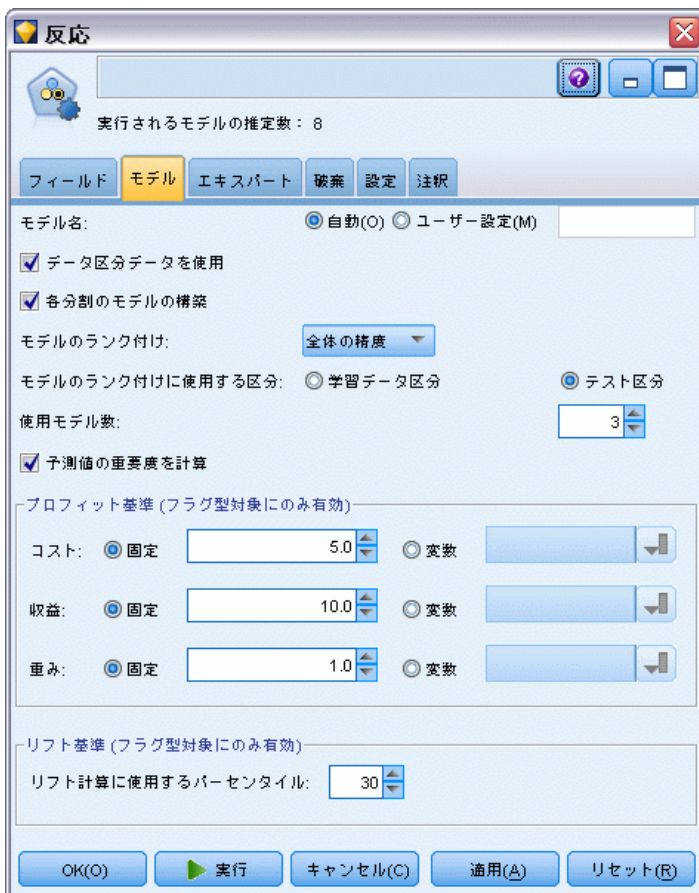 反応
実行されるモデルの推定数： 8
フィールド モデル エキスパート 破棄 設定 注釈
モデル名: 自動(O) ユーザー設定(M)
データ区分データを使用
各分割のモデルの構築
モデルのランク付け: 全体の精度
モデルのランク付けに使用する区分: 学習データ区分 テスト区分
使用モデル数: 3
予測値の重要度を計算
プロフィット基準 (フラグ型対象にのみ有効)
コスト: 固定 5.0 変数
収益: 固定 10.0 変数
重み: 固定 1.0 変数
リフト基準 (フラグ型対象にのみ有効)
リフト計算に使用するパーセンタイル: 30
OK(O) 実行 キャンセル(C) 適用(A) リセット(R)